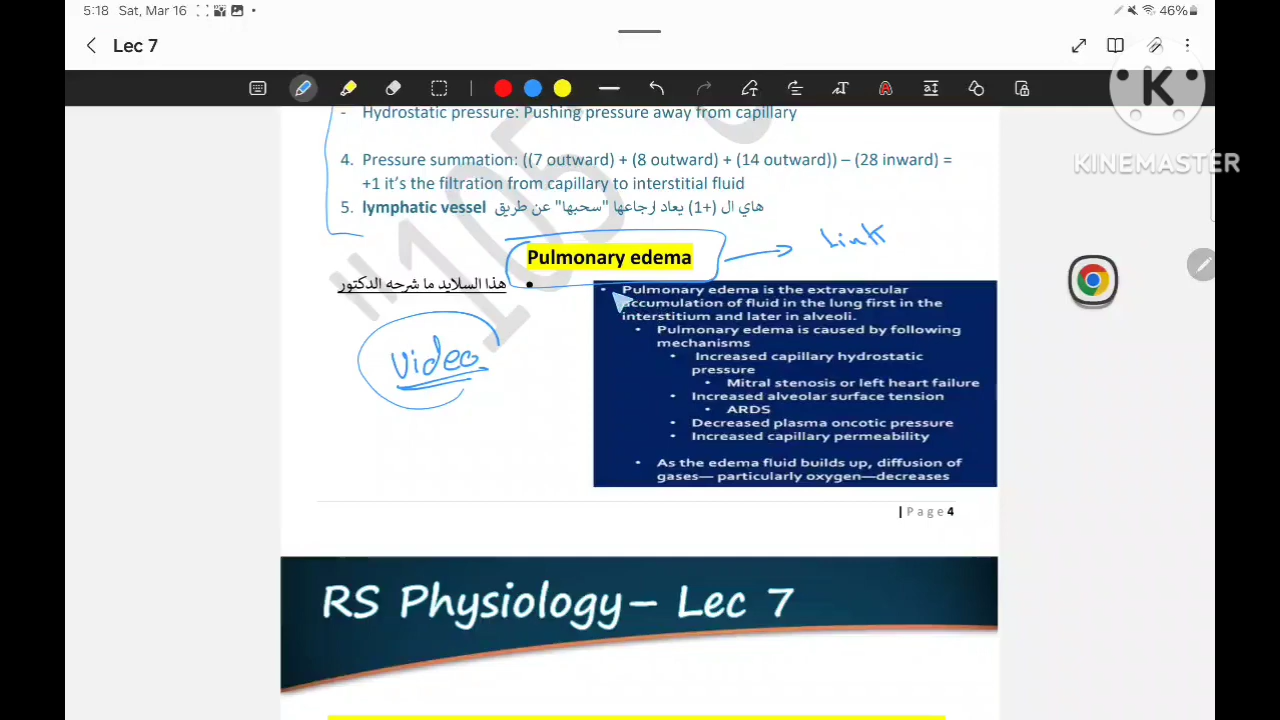 5:18 Sat, Mar 16
46%
Lec 7
K
KINEMASTER
- Hydrostatic pressure: Pushing pressure away from capillary
4. Pressure summation: ((7 outward) + (8 outward) + (14 outward)) – (28 inward) =
+1 it's the filtration from capillary to interstitial fluid
5. lymphatic vessel هاي ال (+1) يعاد ارجاعها "سحبها" عن طريق
Pulmonary edema
Link
هذا السلايد ما شرحه الدكتور •
video
• Pulmonary edema is the extravascular
accumulation of fluid in the lung first in the
interstitium and later in alveoli.
• Pulmonary edema is caused by following
mechanisms
• Increased capillary hydrostatic
pressure
• Mitral stenosis or left heart failure
• Increased alveolar surface tension
• ARDS
• Decreased plasma oncotic pressure
• Increased capillary permeability
• As the edema fluid builds up, diffusion of
gases— particularly oxygen—decreases
| Page 4
RS Physiology– Lec 7